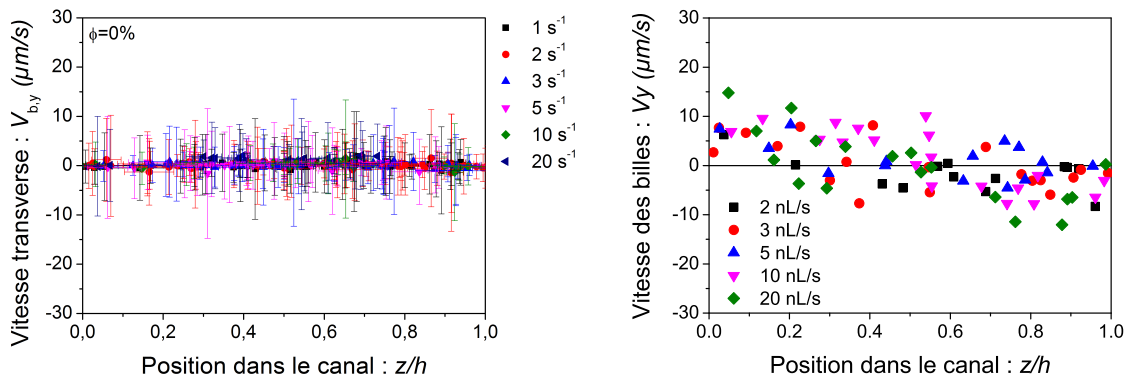 30
20
10
0
-10
-20
-30
0,0
0,2
0,4
0,6
0,8
1,0
Vitesse transverse : V_b,y (µm/s)
Position dans le canal : z/h
ϕ=0%
1 s⁻¹
2 s⁻¹
3 s⁻¹
5 s⁻¹
10 s⁻¹
20 s⁻¹
30
20
10
0
-10
-20
-30
0.0
0.2
0.4
0.6
0.8
1.0
Vitesse des billes : Vy (µm/s)
Position dans le canal : z/h
2 nL/s
3 nL/s
5 nL/s
10 nL/s
20 nL/s